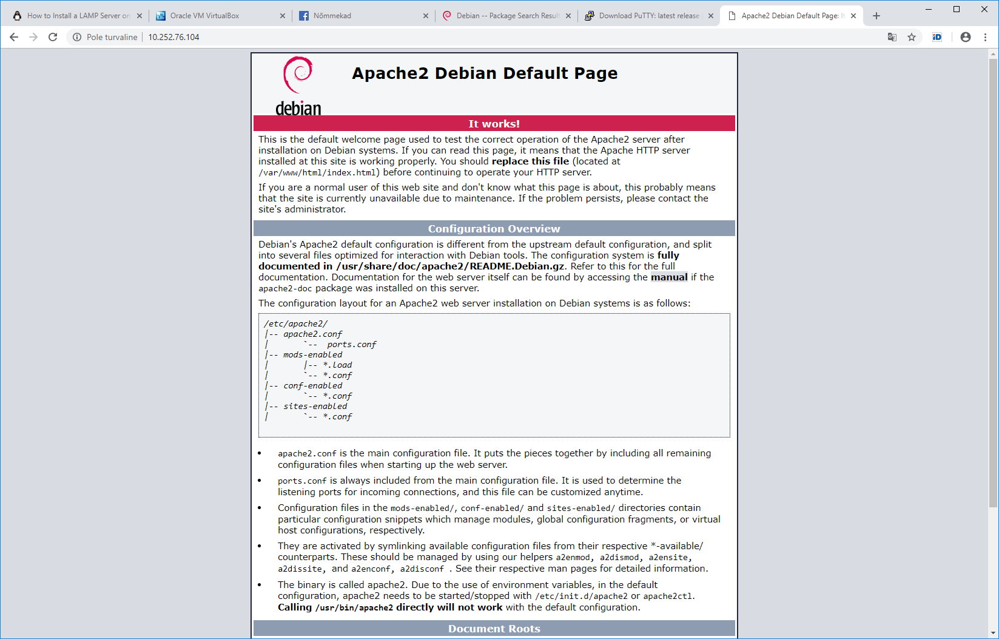 How to Install a LAMP Server on
Oracle VM VirtualBox
Nõmmekad
Debian -- Package Search Result
Download PuTTY: latest release
Apache2 Debian Default Page: It
Pole turvaline
10.252.76.104
iD
debian
Apache2 Debian Default Page
It works!
This is the default welcome page used to test the correct operation of the Apache2 server after
installation on Debian systems. If you can read this page, it means that the Apache HTTP server
installed at this site is working properly. You should replace this file (located at
/var/www/html/index.html) before continuing to operate your HTTP server.
If you are a normal user of this web site and don't know what this page is about, this probably means
that the site is currently unavailable due to maintenance. If the problem persists, please contact the
site's administrator.
Configuration Overview
Debian's Apache2 default configuration is different from the upstream default configuration, and split
into several files optimized for interaction with Debian tools. The configuration system is fully
documented in /usr/share/doc/apache2/README.Debian.gz. Refer to this for the full
documentation. Documentation for the web server itself can be found by accessing the manual if the
apache2-doc package was installed on this server.
The configuration layout for an Apache2 web server installation on Debian systems is as follows:
/etc/apache2/
|-- apache2.conf
|       `--  ports.conf
|-- mods-enabled
|       |-- *.load
|       `-- *.conf
|-- conf-enabled
|       `-- *.conf
|-- sites-enabled
|       `-- *.conf
• apache2.conf is the main configuration file. It puts the pieces together by including all remaining
configuration files when starting up the web server.
• ports.conf is always included from the main configuration file. It is used to determine the
listening ports for incoming connections, and this file can be customized anytime.
• Configuration files in the mods-enabled/, conf-enabled/ and sites-enabled/ directories contain
particular configuration snippets which manage modules, global configuration fragments, or virtual
host configurations, respectively.
• They are activated by symlinking available configuration files from their respective *-available/
counterparts. These should be managed by using our helpers a2enmod, a2dismod, a2ensite,
a2dissite, and a2enconf, a2disconf . See their respective man pages for detailed information.
• The binary is called apache2. Due to the use of environment variables, in the default
configuration, apache2 needs to be started/stopped with /etc/init.d/apache2 or apache2ctl.
Calling /usr/bin/apache2 directly will not work with the default configuration.
Document Roots